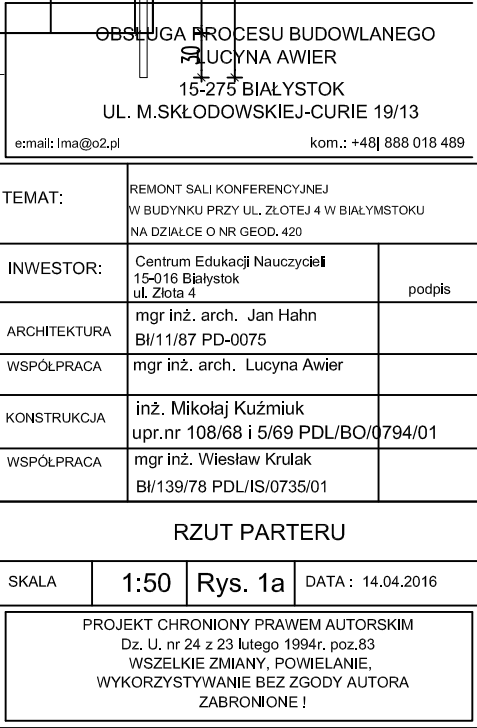 OBSŁUGA PROCESU BUDOWLANEGO
LUCYNA AWIER
30
15-275 BIAŁYSTOK
UL. M.SKŁODOWSKIEJ-CURIE 19/13
e:mail: lma@o2.pl kom.: +48| 888 018 489
TEMAT:
REMONT SALI KONFERENCYJNEJ
W BUDYNKU PRZY UL. ZŁOTEJ 4 W BIAŁYMSTOKU
NA DZIAŁCE O NR GEOD. 420
INWESTOR:
Centrum Edukacji Nauczycieli
15-016 Białystok
ul. Złota 4
podpis
ARCHITEKTURA
mgr inż. arch. Jan Hahn
Bł/11/87 PD-0075
WSPÓŁPRACA
mgr inż. arch. Lucyna Awier
KONSTRUKCJA
inż. Mikołaj Kuźmiuk
upr.nr 108/68 i 5/69 PDL/BO/0794/01
WSPÓŁPRACA
mgr inż. Wiesław Krulak
Bł/139/78 PDL/IS/0735/01
RZUT PARTERU
SKALA 1:50 Rys. 1a DATA : 14.04.2016
PROJEKT CHRONIONY PRAWEM AUTORSKIM
Dz. U. nr 24 z 23 lutego 1994r. poz.83
WSZELKIE ZMIANY, POWIELANIE,
WYKORZYSTYWANIE BEZ ZGODY AUTORA
ZABRONIONE !